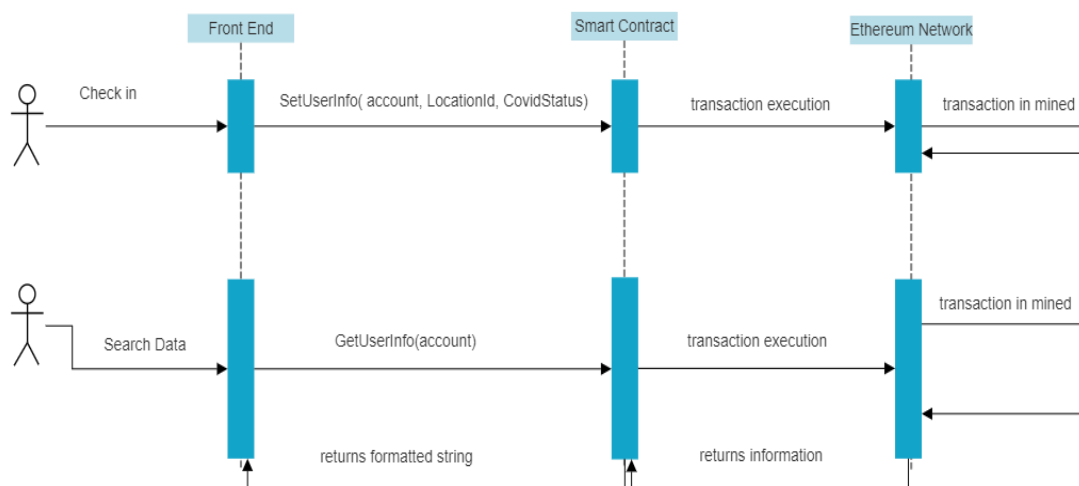 Front End
Smart Contract
Ethereum Network
Check in
SetUserInfo( account, LocationId, CovidStatus)
transaction execution
transaction in mined
Search Data
GetUserInfo(account)
transaction execution
transaction in mined
returns formatted string
returns information